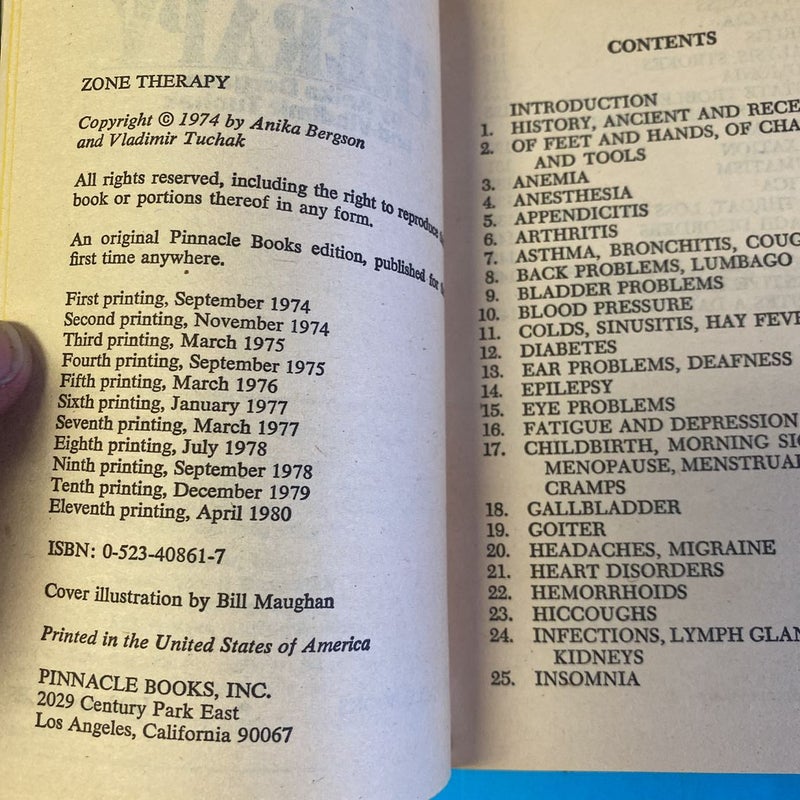 ZONE THERAPY
Copyright © 1974 by Anika Bergson
and Vladimir Tuchak
All rights reserved, including the right to reproduce
book or portions thereof in any form.
An original Pinnacle Books edition, published for
first time anywhere.
First printing, September 1974
Second printing, November 1974
Third printing, March 1975
Fourth printing, September 1975
Fifth printing, March 1976
Sixth printing, January 1977
Seventh printing, March 1977
Eighth printing, July 1978
Ninth printing, September 1978
Tenth printing, December 1979
Eleventh printing, April 1980
ISBN: 0-523-40861-7
Cover illustration by Bill Maughan
Printed in the United States of America
PINNACLE BOOKS, INC.
2029 Century Park East
Los Angeles, California 90067
CONTENTS
INTRODUCTION
1. HISTORY, ANCIENT AND RECE
2. OF FEET AND HANDS, OF CHA
AND TOOLS
3. ANEMIA
4. ANESTHESIA
5. APPENDICITIS
6. ARTHRITIS
7. ASTHMA, BRONCHITIS, COUG
8. BACK PROBLEMS, LUMBAGO
9. BLADDER PROBLEMS
10. BLOOD PRESSURE
11. COLDS, SINUSITIS, HAY FEVE
12. DIABETES
13. EAR PROBLEMS, DEAFNESS
14. EPILEPSY
15. EYE PROBLEMS
16. FATIGUE AND DEPRESSION
17. CHILDBIRTH, MORNING SIC
MENOPAUSE, MENSTRUAL
CRAMPS
18. GALLBLADDER
19. GOITER
20. HEADACHES, MIGRAINE
21. HEART DISORDERS
22. HEMORRHOIDS
23. HICCOUGHS
24. INFECTIONS, LYMPH GLAN
KIDNEYS
25. INSOMNIA